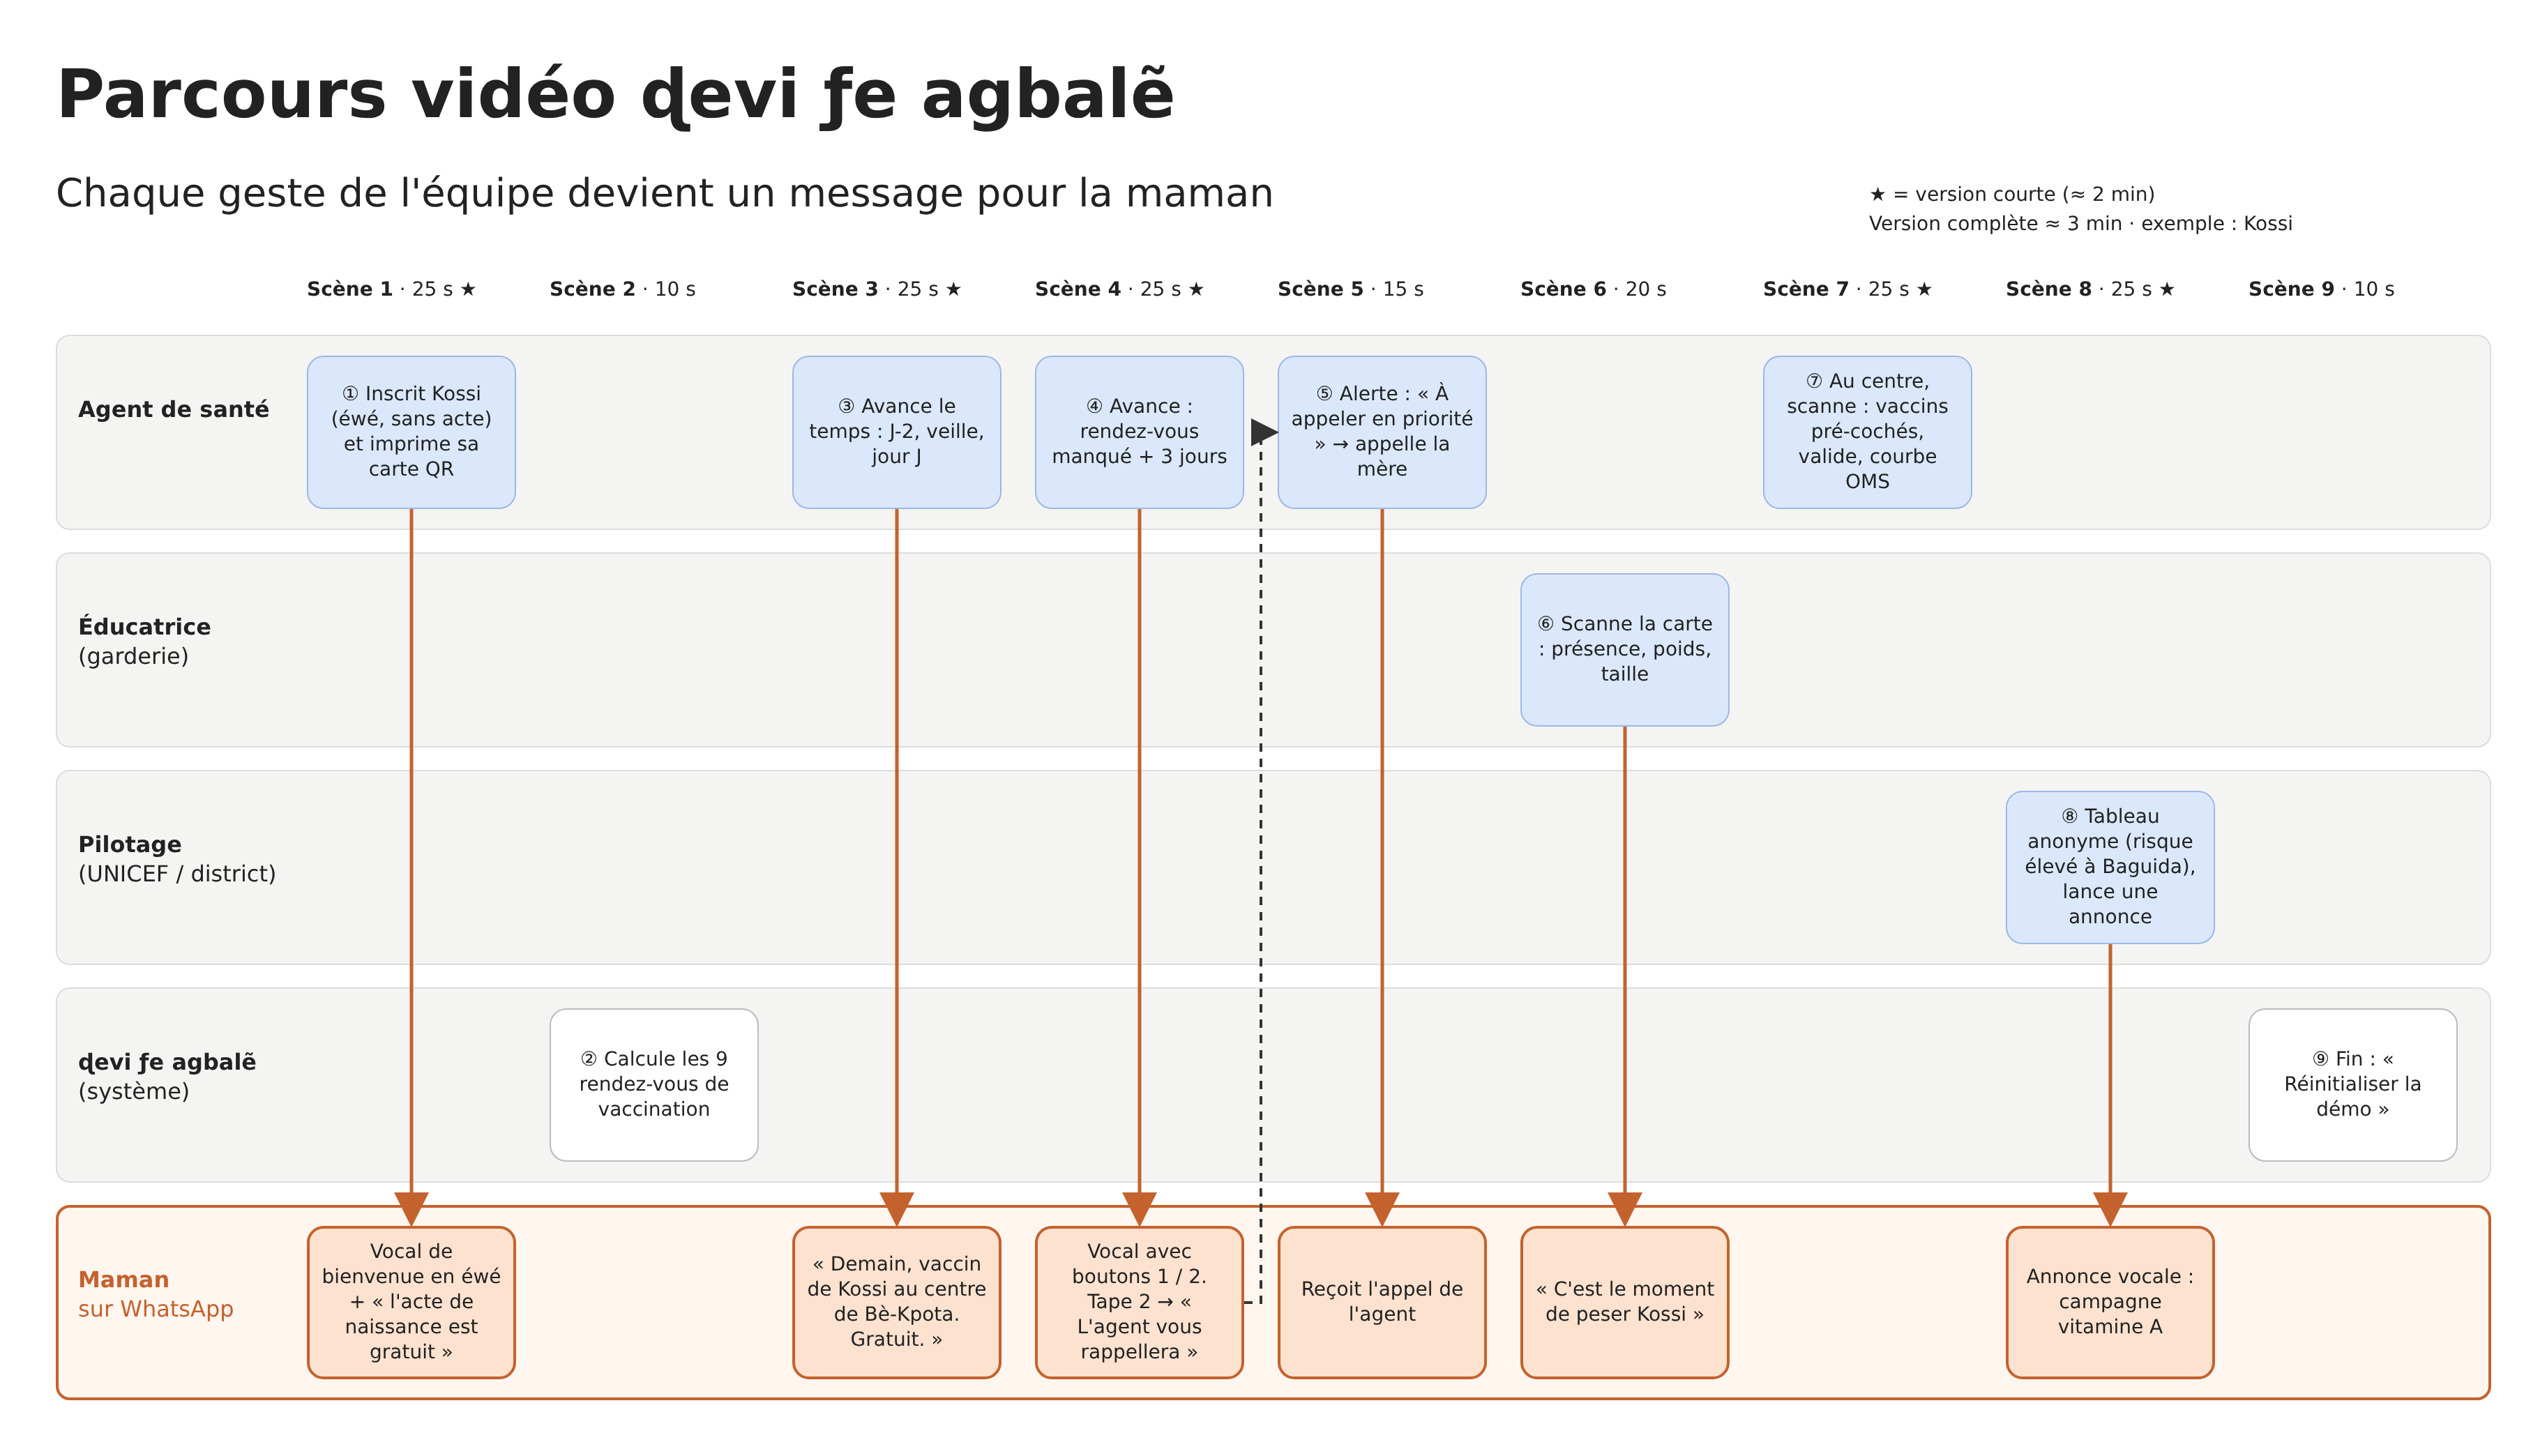 Parcours vidéo ɖevi ƒe agbalẽ
Chaque geste de l'équipe devient un message pour la maman
★ = version courte (≈ 2 min)
Version complète ≈ 3 min · exemple : Kossi
Scène 1 · 25 s ★
Scène 2 · 10 s
Scène 3 · 25 s ★
Scène 4 · 25 s ★
Scène 5 · 15 s
Scène 6 · 20 s
Scène 7 · 25 s ★
Scène 8 · 25 s ★
Scène 9 · 10 s
Agent de santé
① Inscrit Kossi
(éwé, sans acte)
et imprime sa
carte QR
③ Avance le
temps : J-2, veille,
jour J
④ Avance :
rendez-vous
manqué + 3 jours
⑤ Alerte : « À
appeler en priorité
» → appelle la
mère
⑦ Au centre,
scanne : vaccins
pré-cochés,
valide, courbe
OMS
Éducatrice
(garderie)
⑥ Scanne la carte
: présence, poids,
taille
Pilotage
(UNICEF / district)
⑧ Tableau
anonyme (risque
élevé à Baguida),
lance une
annonce
ɖevi ƒe agbalẽ
(système)
② Calcule les 9
rendez-vous de
vaccination
⑨ Fin : «
Réinitialiser la
démo »
Maman
sur WhatsApp
Vocal de
bienvenue en éwé
+ « l'acte de
naissance est
gratuit »
« Demain, vaccin
de Kossi au centre
de Bè-Kpota.
Gratuit. »
Vocal avec
boutons 1 / 2.
Tape 2 → «
L'agent vous
rappellera »
Reçoit l'appel de
l'agent
« C'est le moment
de peser Kossi »
Annonce vocale :
campagne
vitamine A